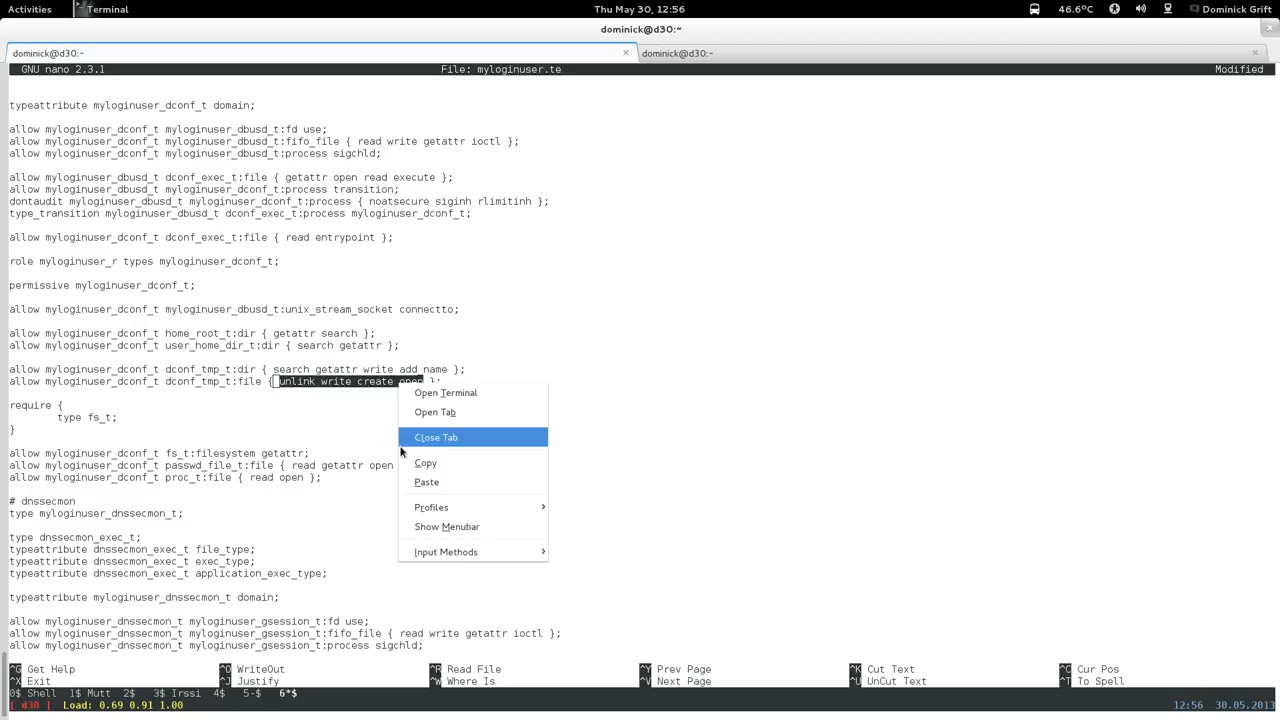 Activities Terminal Thu May 30, 12:56 46.6°C Dominick Grift
dominick@d30:~
dominick@d30:~ dominick@d30:~
GNU nano 2.3.1 File: myloginuser.te Modified
typeattribute myloginuser_dconf_t domain;
allow myloginuser_dconf_t myloginuser_dbusd_t:fd use;
allow myloginuser_dconf_t myloginuser_dbusd_t:fifo_file { read write getattr ioctl };
allow myloginuser_dconf_t myloginuser_dbusd_t:process sigchld;
allow myloginuser_dbusd_t dconf_exec_t:file { getattr open read execute };
allow myloginuser_dbusd_t myloginuser_dconf_t:process transition;
dontaudit myloginuser_dbusd_t myloginuser_dconf_t:process { noatsecure siginh rlimitinh };
type_transition myloginuser_dbusd_t dconf_exec_t:process myloginuser_dconf_t;
allow myloginuser_dconf_t dconf_exec_t:file { read entrypoint };
role myloginuser_r types myloginuser_dconf_t;
permissive myloginuser_dconf_t;
allow myloginuser_dconf_t myloginuser_dbusd_t:unix_stream_socket connectto;
allow myloginuser_dconf_t home_root_t:dir { getattr search };
allow myloginuser_dconf_t user_home_dir_t:dir { search getattr };
allow myloginuser_dconf_t dconf_tmp_t:dir { search getattr write add_name };
allow myloginuser_dconf_t dconf_tmp_t:file { unlink write create open };
require {
type fs_t;
}
allow myloginuser_dconf_t fs_t:filesystem getattr;
allow myloginuser_dconf_t passwd_file_t:file { read getattr open
allow myloginuser_dconf_t proc_t:file { read open };
# dnssecmon
type myloginuser_dnssecmon_t;
type dnssecmon_exec_t;
typeattribute dnssecmon_exec_t file_type;
typeattribute dnssecmon_exec_t exec_type;
typeattribute dnssecmon_exec_t application_exec_type;
typeattribute myloginuser_dnssecmon_t domain;
allow myloginuser_dnssecmon_t myloginuser_gsession_t:fd use;
allow myloginuser_dnssecmon_t myloginuser_gsession_t:fifo_file { read write getattr ioctl };
allow myloginuser_dnssecmon_t myloginuser_gsession_t:process sigchld;
Open Terminal
Open Tab
Close Tab
Copy
Paste
Profiles
Show Menubar
Input Methods
^G Get Help ^O WriteOut ^R Read File ^Y Prev Page ^K Cut Text ^C Cur Pos
^X Exit ^J Justify ^W Where Is ^V Next Page ^U UnCut Text ^T To Spell
0$ Shell 1$ Mutt 2$ 3$ Irssi 4$ 5-$ 6*$
[ d30 ] Load: 0.69 0.91 1.00 12:56 30.05.2013